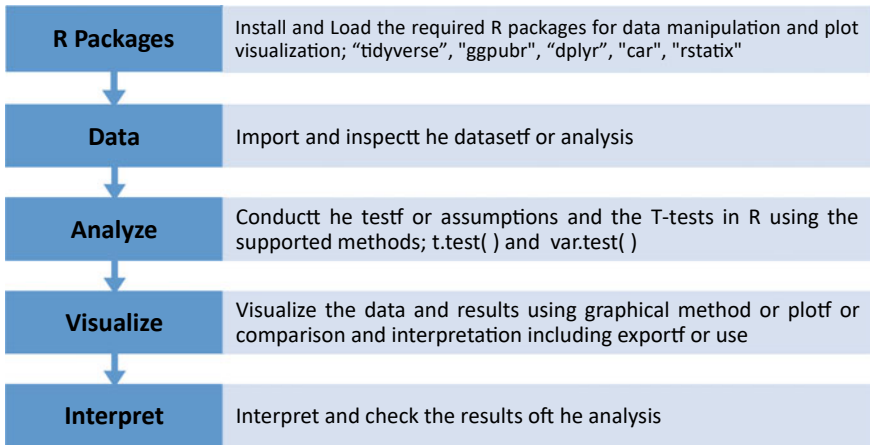 R Packages
Install and Load the required R packages for data manipulation and plot
visualization; “tidyverse”, "ggpubr", “dplyr”, "car", "rstatix"
Data
Import and inspectt he datasetf or analysis
Analyze
Conductt he testf or assumptions and the T-tests in R using the
supported methods; t.test( ) and var.test( )
Visualize
Visualize the data and results using graphical method or plotf or
comparison and interpretation including exportf or use
Interpret
Interpret and check the results oft he analysis